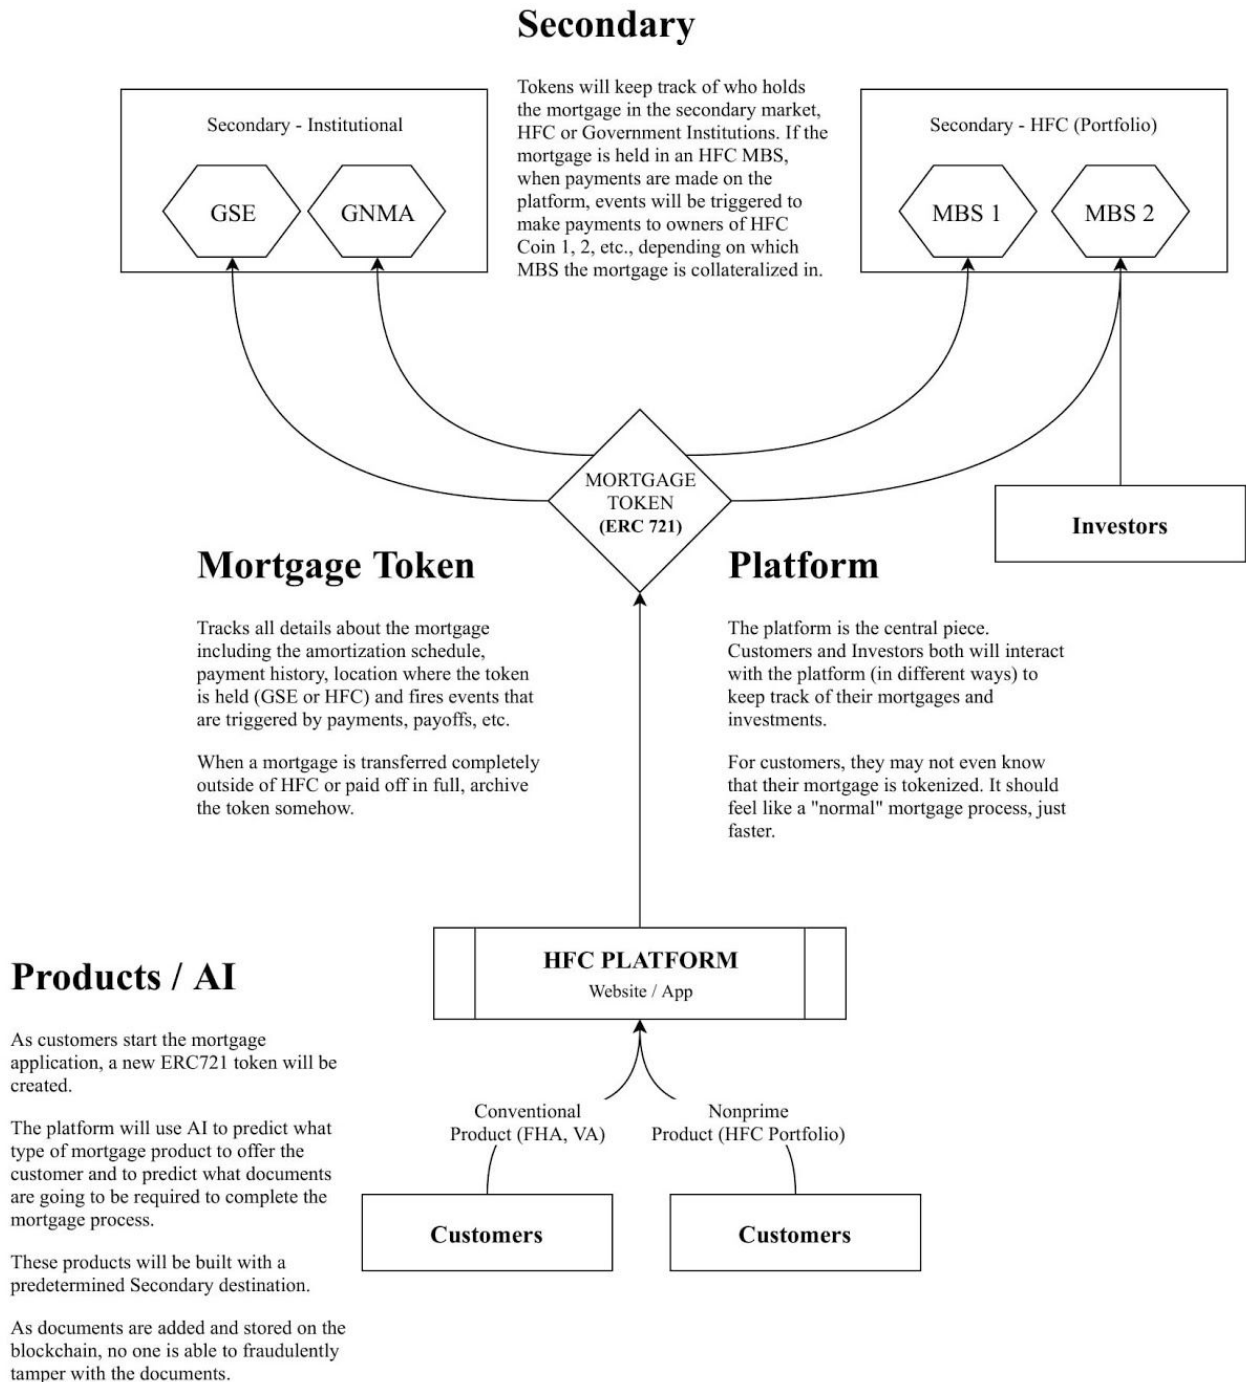 Secondary
Tokens will keep track of who holds
the mortgage in the secondary market,
HFC or Government Institutions. If the
mortgage is held in an HFC MBS,
when payments are made on the
platform, events will be triggered to
make payments to owners of HFC
Coin 1, 2, etc., depending on which
MBS the mortgage is collateralized in.
Secondary - Institutional
GSE
GNMA
Secondary - HFC (Portfolio)
MBS 1
MBS 2
MORTGAGE
TOKEN
(ERC 721)
Investors
Mortgage Token
Tracks all details about the mortgage
including the amortization schedule,
payment history, location where the token
is held (GSE or HFC) and fires events that
are triggered by payments, payoffs, etc.
When a mortgage is transferred completely
outside of HFC or paid off in full, archive
the token somehow.
Platform
The platform is the central piece.
Customers and Investors both will interact
with the platform (in different ways) to
keep track of their mortgages and
investments.
For customers, they may not even know
that their mortgage is tokenized. It should
feel like a "normal" mortgage process, just
faster.
HFC PLATFORM
Website / App
Products / AI
As customers start the mortgage
application, a new ERC721 token will be
created.
The platform will use AI to predict what
type of mortgage product to offer the
customer and to predict what documents
are going to be required to complete the
mortgage process.
These products will be built with a
predetermined Secondary destination.
As documents are added and stored on the
blockchain, no one is able to fraudulently
tamper with the documents.
Conventional
Product (FHA, VA)
Nonprime
Product (HFC Portfolio)
Customers
Customers